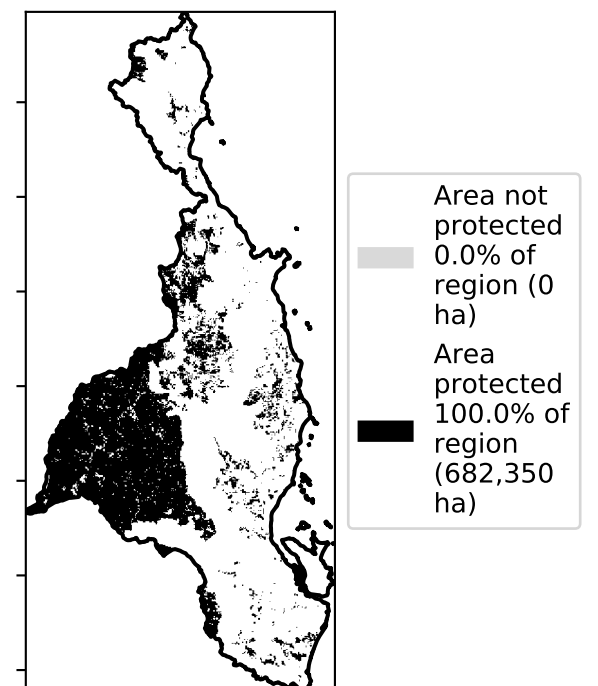 Area not
protected
0.0% of
region (0
ha)
Area
protected
100.0% of
region
(682,350
ha)